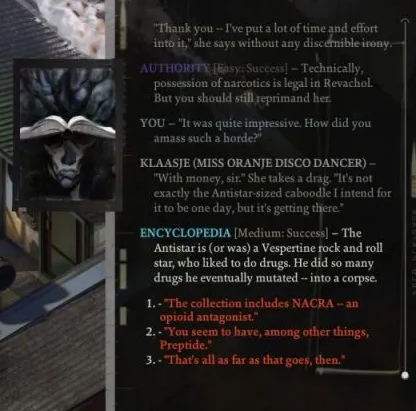 "Thank you – I've put a lot of time and effort
into it," she says without any discernible irony.
AUTHORITY [Easy: Success] – Technically,
possession of narcotics is legal in Revachol.
But you should still reprimand her.
YOU – "It was quite impressive. How did you
amass such a horde?"
KLAASJE (MISS ORANJE DISCO DANCER) –
"With money, sir." She takes a drag. "It's not
exactly the Antistar-sized caboodle I intend for
it to be one day, but it's getting there."
ENCYCLOPEDIA [Medium: Success] – The
Antistar is (or was) a Vespertine rock and roll
star, who liked to do drugs. He did so many
drugs he eventually mutated – into a corpse.
1. - "The collection includes NACRA – an
opioid antagonist."
2. - "You seem to have, among other things,
Preptide."
3. - "That's all as far as that goes, then."